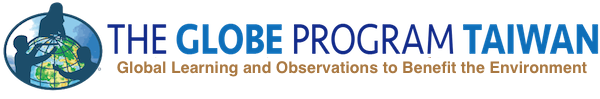 THE GLOBE PROGRAM TAIWAN
Global Learning and Observations to Benefit the Environment